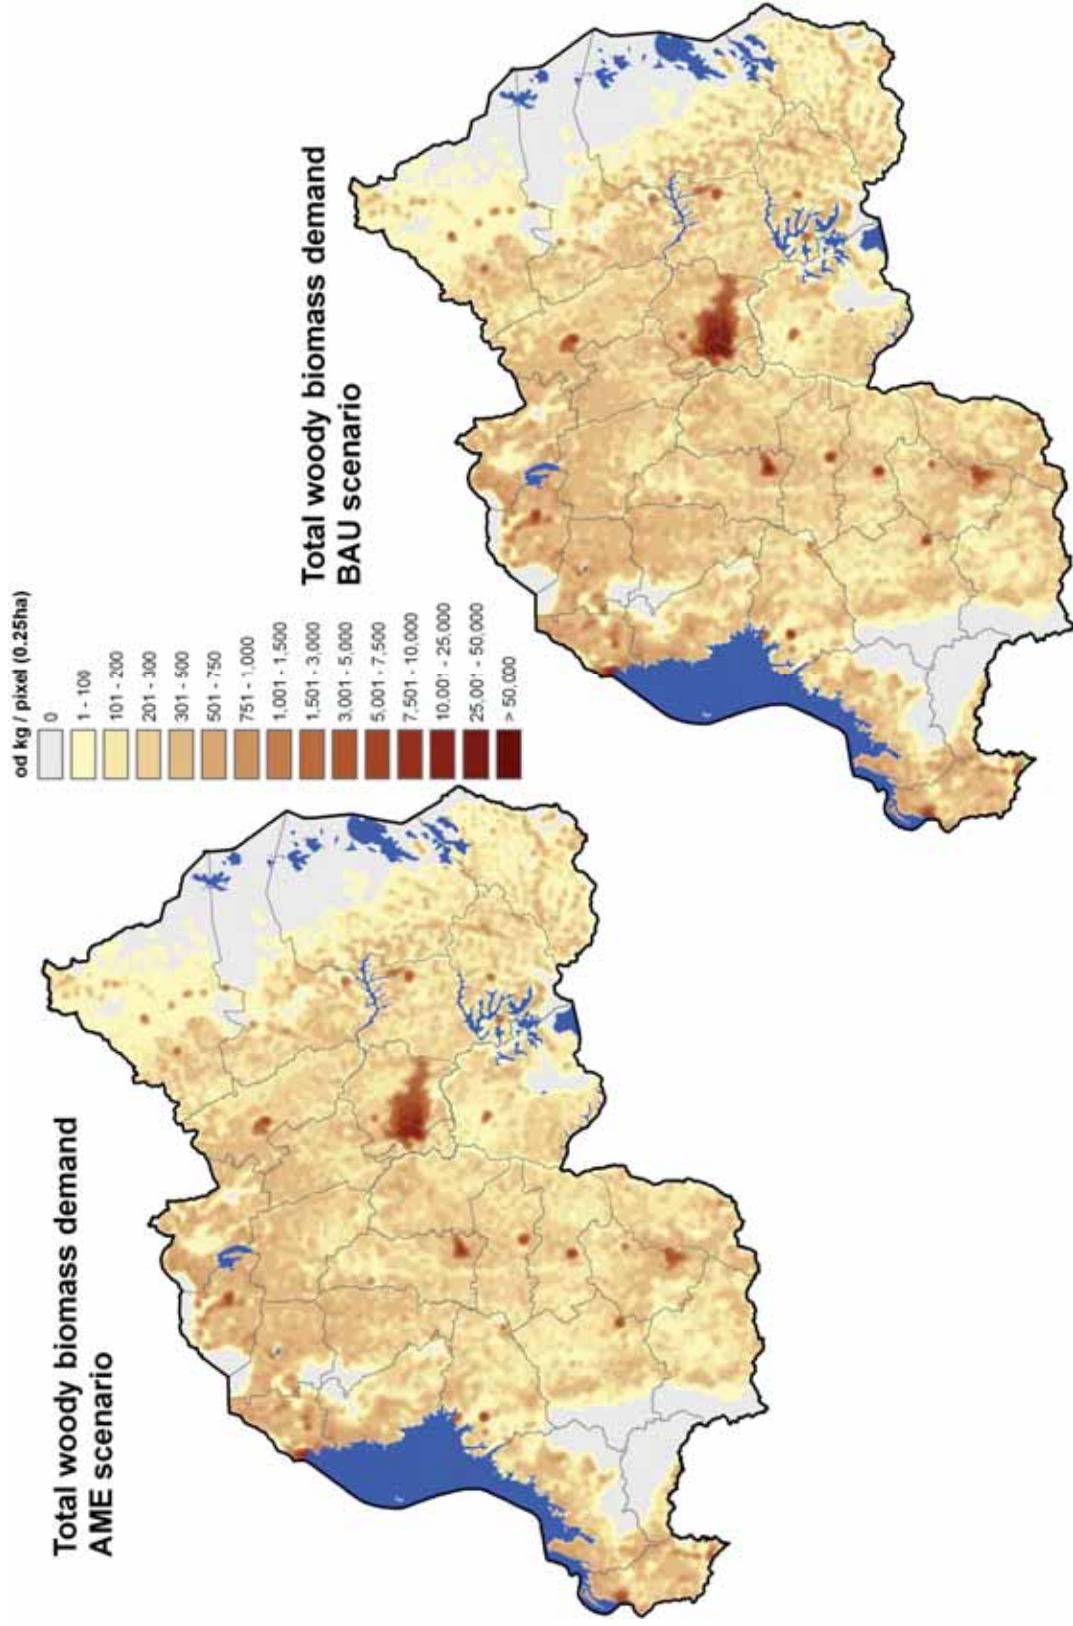 Total woody biomass demand
AME scenario
od kg / pixel (0.25ha)
0
1 - 100
101 - 200
201 - 300
301 - 500
501 - 750
751 - 1,000
1,001 - 1,500
1,501 - 3,000
3,001 - 5,000
5,001 - 7,500
7,501 - 10,000
10,001 - 25,000
25,001 - 50,000
> 50,000
Total woody biomass demand
BAU scenario